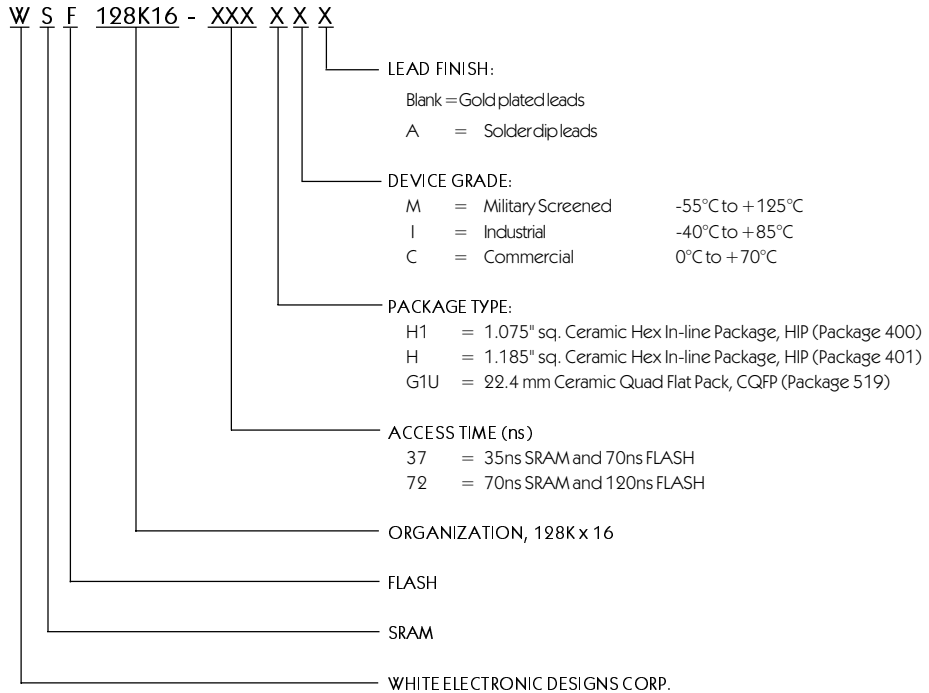 W S F 128K16 - XXX X X X
LEAD FINISH:
Blank = Gold plated leads
A = Solder dip leads
DEVICE GRADE:
M = Military Screened -55°C to +125°C
I = Industrial -40°C to +85°C
C = Commercial 0°C to +70°C
PACKAGE TYPE:
H1 = 1.075" sq. Ceramic Hex In-line Package, HIP (Package 400)
H = 1.185" sq. Ceramic Hex In-line Package, HIP (Package 401)
G1U = 22.4 mm Ceramic Quad Flat Pack, CQFP (Package 519)
ACCESS TIME (ns)
37 = 35ns SRAM and 70ns FLASH
72 = 70ns SRAM and 120ns FLASH
ORGANIZATION, 128K x 16
FLASH
SRAM
WHITE ELECTRONIC DESIGNS CORP.